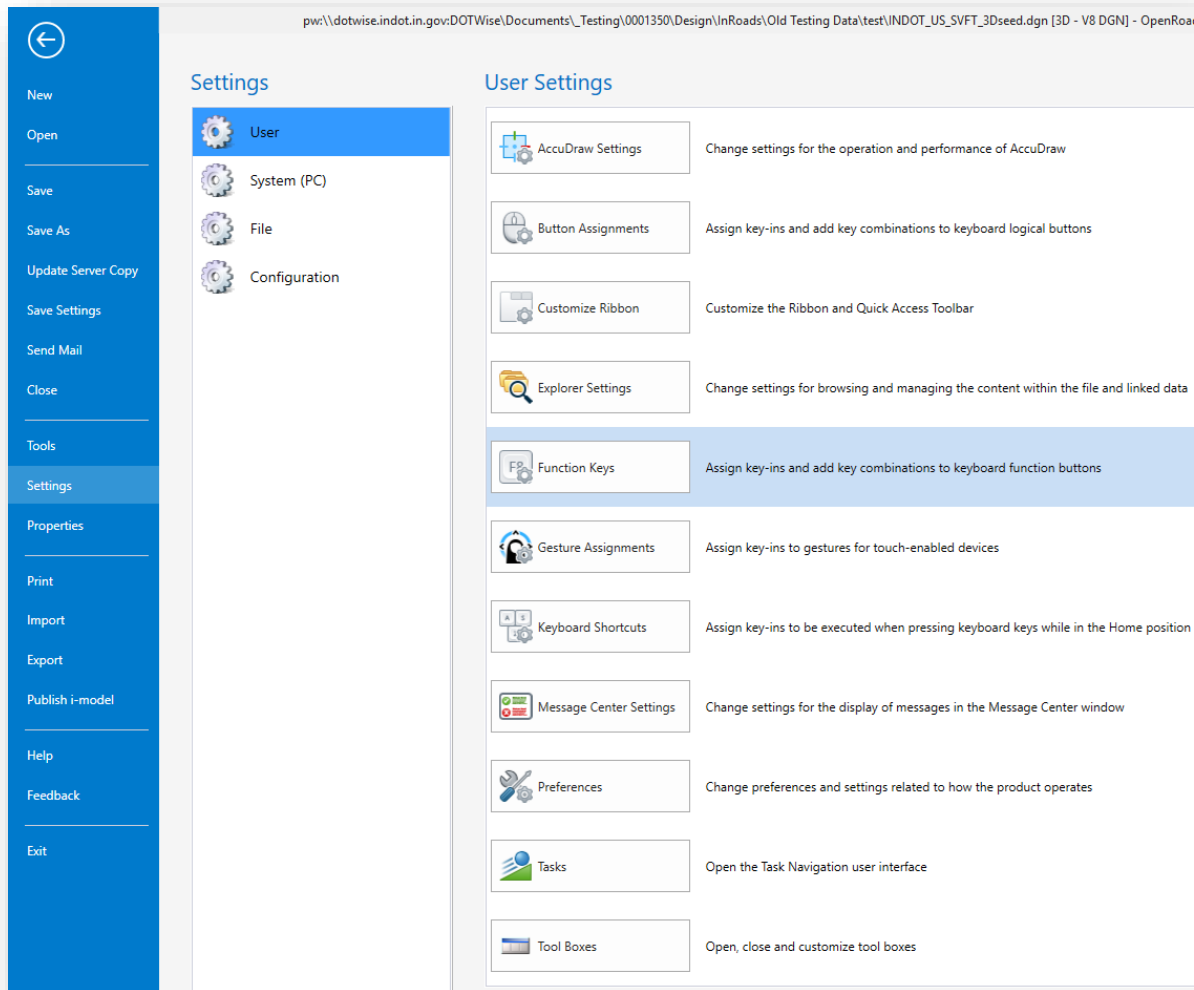 pw:\\dotwise.indot.in.gov:DOTWise\Documents\_Testing\0001350\Design\InRoads\Old Testing Data\test\INDOT_US_SVFT_3Dseed.dgn [3D - V8 DGN] - OpenRoad
New
Open
Save
Save As
Update Server Copy
Save Settings
Send Mail
Close
Tools
Settings
Properties
Print
Import
Export
Publish i-model
Help
Feedback
Exit
Settings
User
System (PC)
File
Configuration
User Settings
AccuDraw Settings Change settings for the operation and performance of AccuDraw
Button Assignments Assign key-ins and add key combinations to keyboard logical buttons
Customize Ribbon Customize the Ribbon and Quick Access Toolbar
Explorer Settings Change settings for browsing and managing the content within the file and linked data
F8 Function Keys Assign key-ins and add key combinations to keyboard function buttons
Gesture Assignments Assign key-ins to gestures for touch-enabled devices
Keyboard Shortcuts Assign key-ins to be executed when pressing keyboard keys while in the Home position
Message Center Settings Change settings for the display of messages in the Message Center window
Preferences Change preferences and settings related to how the product operates
Tasks Open the Task Navigation user interface
Tool Boxes Open, close and customize tool boxes